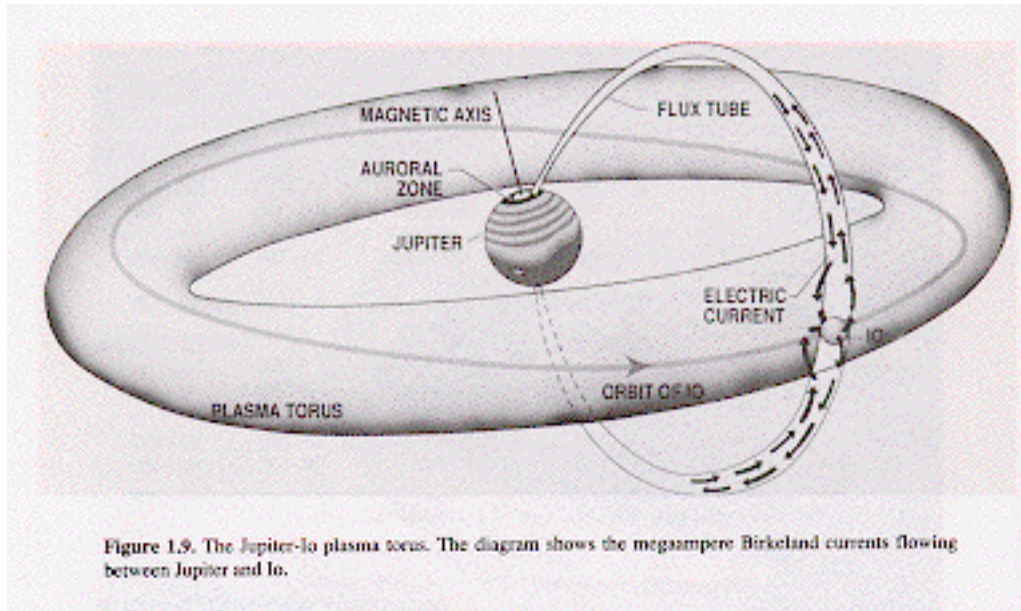 MAGNETIC AXIS
FLUX TUBE
AURORAL
ZONE
JUPITER
ELECTRIC
CURRENT
IO
ORBIT OF IO
PLASMA TORUS
Figure 1.9. The Jupiter-Io plasma torus. The diagram shows the megaampere Birkeland currents flowing
between Jupiter and Io.